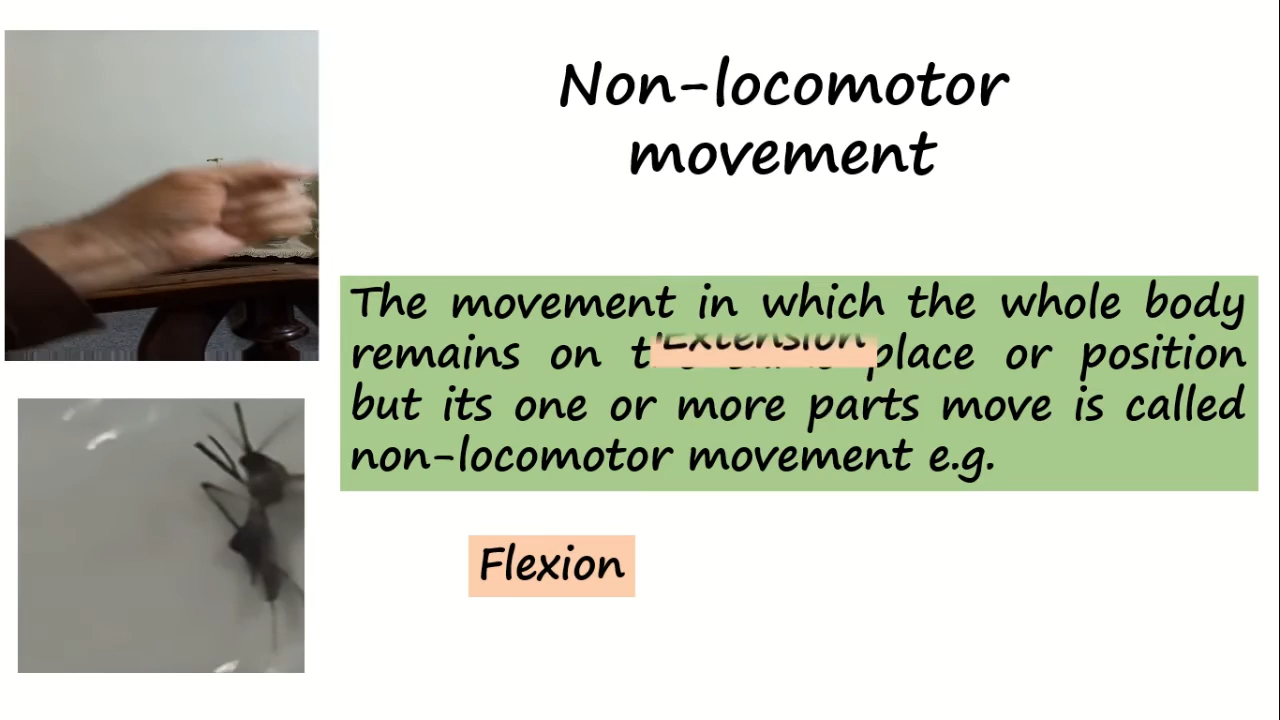 Non-locomotor
movement
The movement in which the whole body
remains on place or position
Extension
but its one or more parts move is called
non-locomotor movement e.g.
Flexion